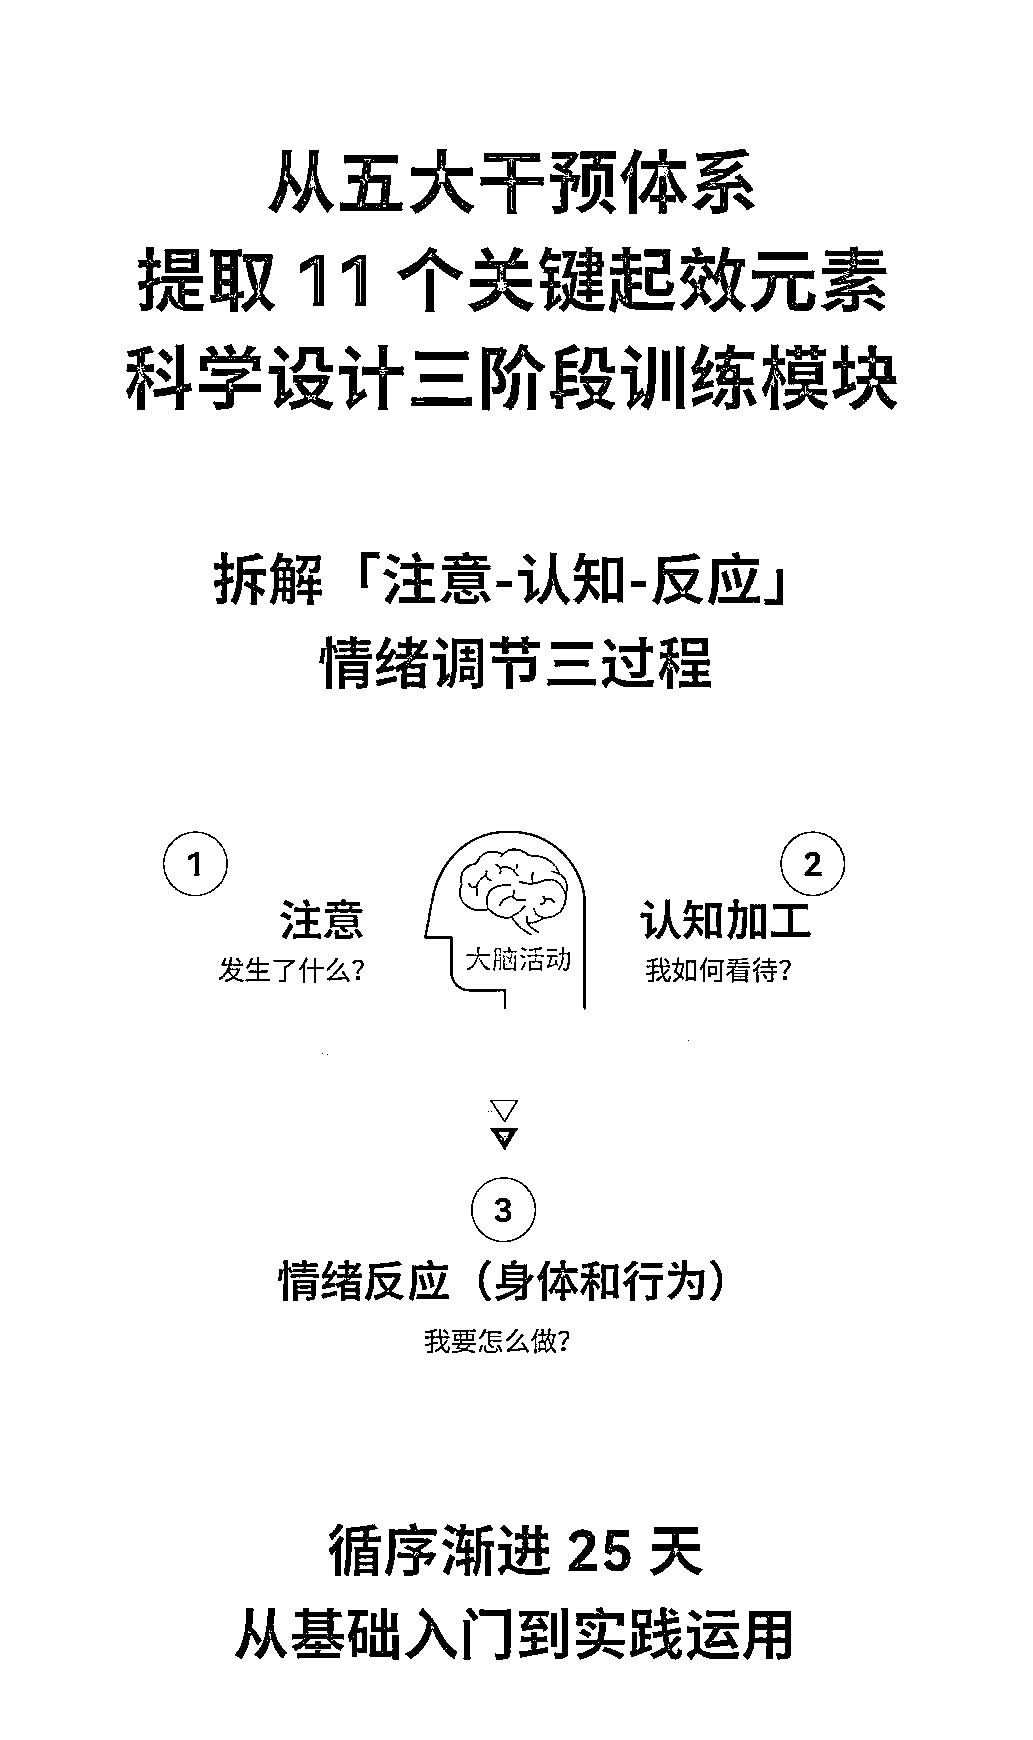 从五大干预体系
提取 11 个关键起效元素
科学设计三阶段训练模块
拆解「注意-认知-反应」
情绪调节三过程
1
注意
发生了什么？
大脑活动
2
认知加工
我如何看待？
3
情绪反应（身体和行为）
我要怎么做？
循序渐进 25 天
从基础入门到实践运用